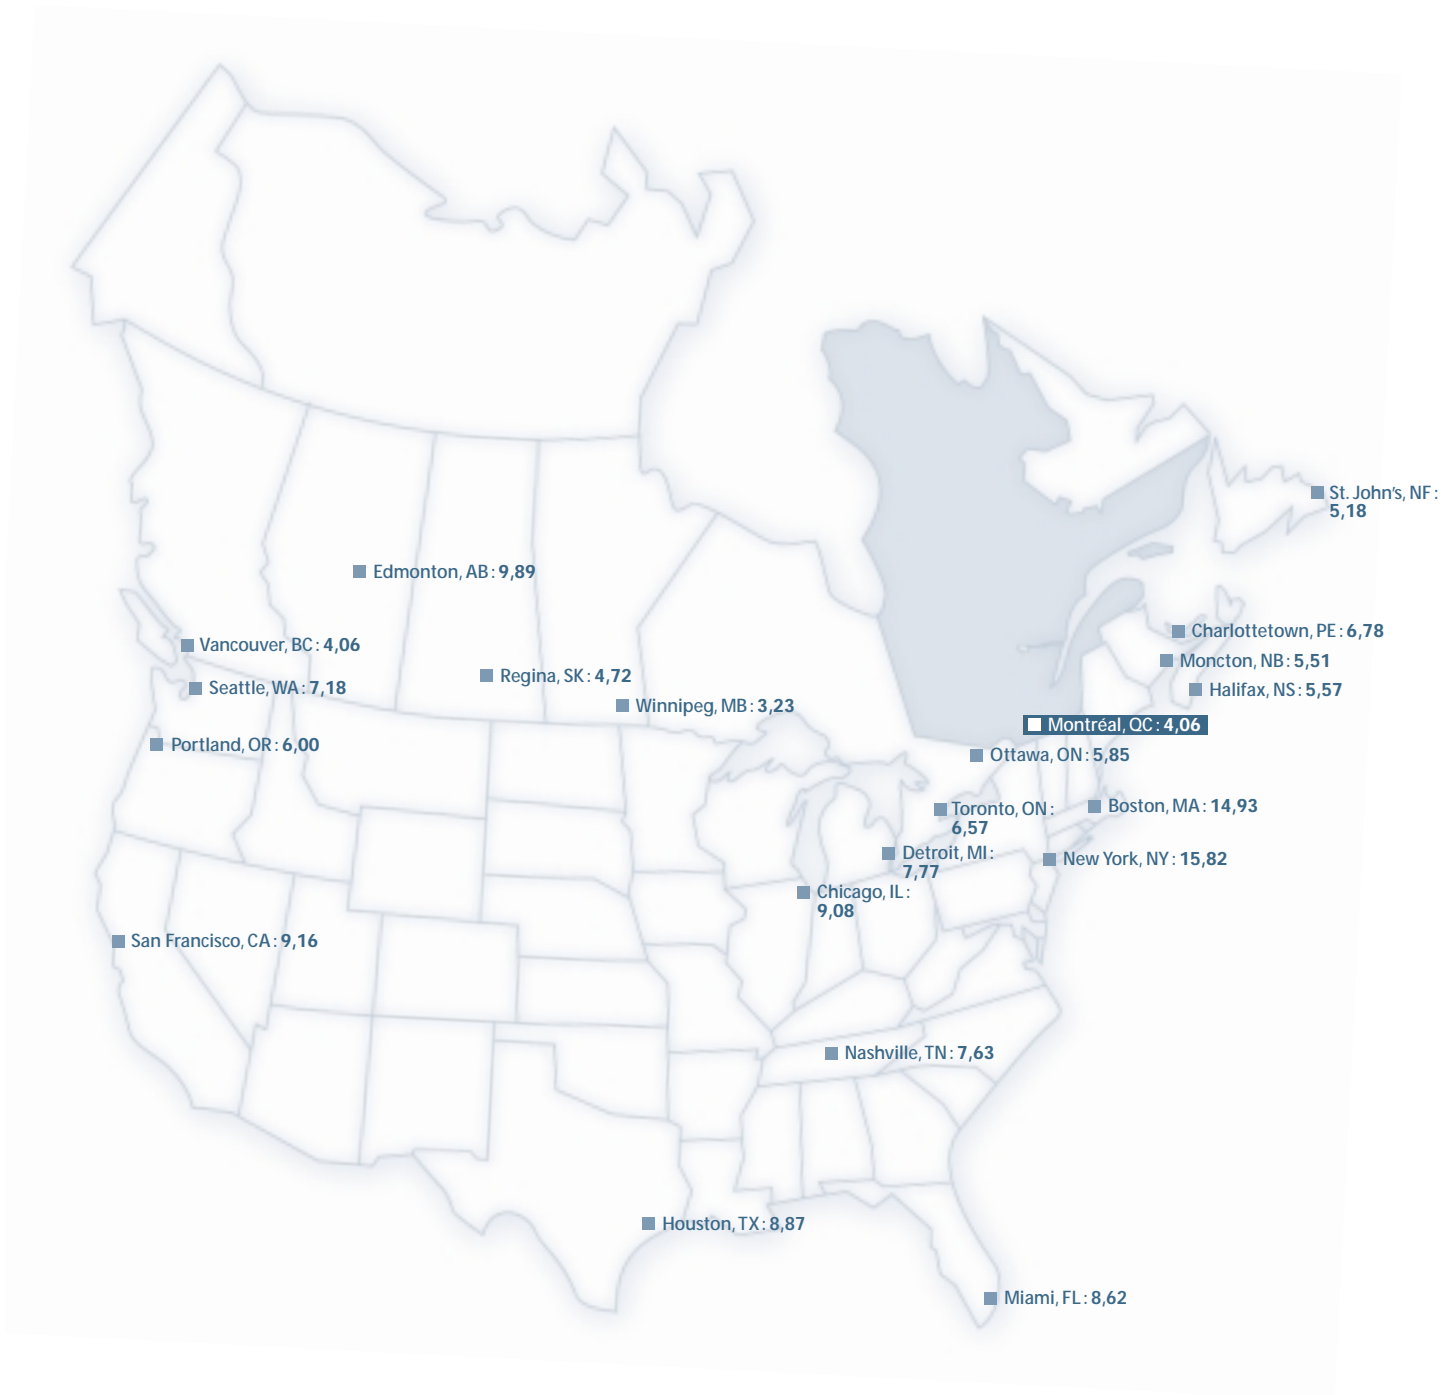 St. John's, NF :
5,18
Edmonton, AB : 9,89
Charlottetown, PE : 6,78
Vancouver, BC : 4,06
Moncton, NB : 5,51
Regina, SK : 4,72
Seattle, WA : 7,18
Halifax, NS : 5,57
Winnipeg, MB : 3,23
Montréal, QC : 4,06
Portland, OR : 6,00
Ottawa, ON : 5,85
Boston, MA : 14,93
Toronto, ON :
6,57
Detroit, MI :
7,77
New York, NY : 15,82
Chicago, IL :
9,08
San Francisco, CA : 9,16
Nashville, TN : 7,63
Houston, TX : 8,87
Miami, FL : 8,62